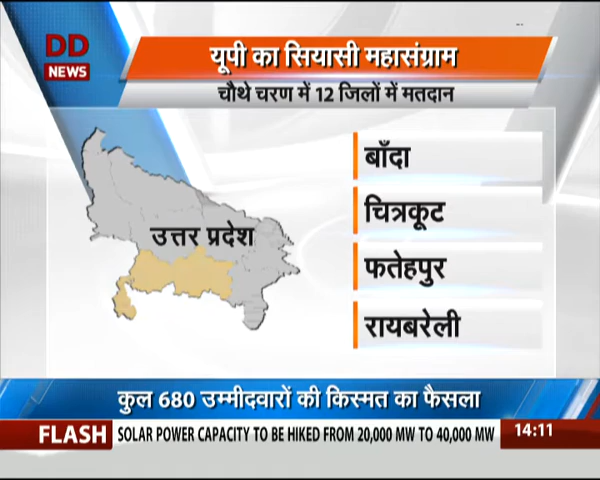 DD
NEWS
यूपी का सियासी महासंग्राम
चौथे चरण में 12 जिलों में मतदान
उत्तर प्रदेश
बाँदा
चित्रकूट
फतेहपुर
रायबरेली
कुल 680 उम्मीदवारों की किस्मत का फैसला
FLASH SOLAR POWER CAPACITY TO BE HIKED FROM 20,000 MW TO 40,000 MW 14:11